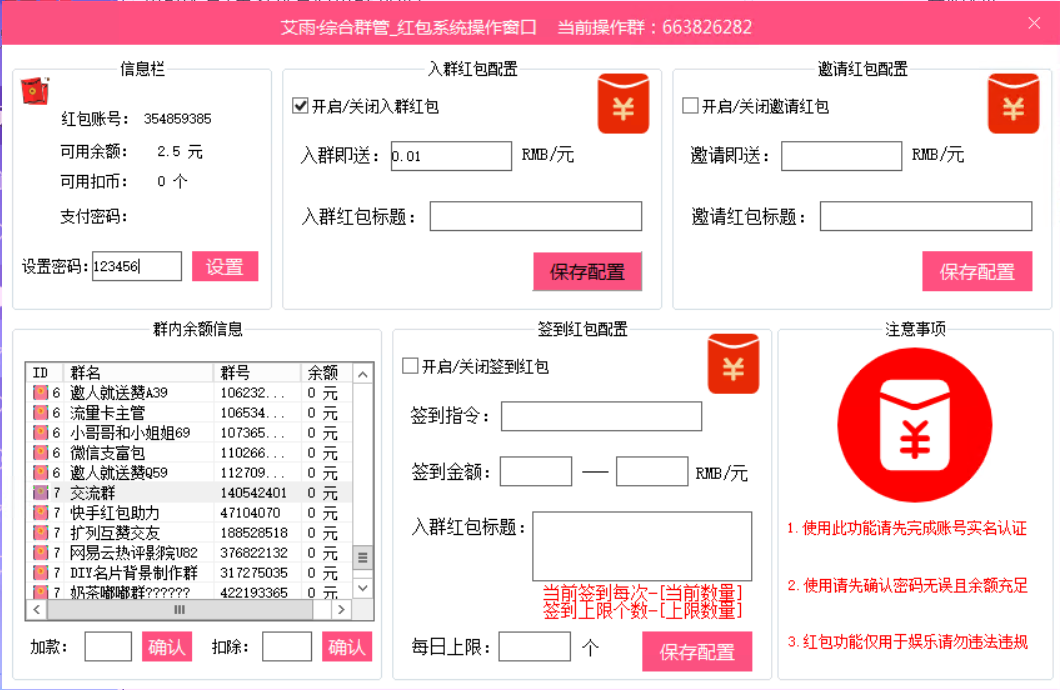 艾雨·综合群管_红包系统操作窗口 当前操作群：663826282
信息栏
红包账号： 354859385
可用余额： 2.5 元
可用扣币： 0 个
支付密码：
设置密码: 123456 设置
入群红包配置
开启/关闭入群红包
入群即送： 0.01 RMB/元
入群红包标题：
保存配置
邀请红包配置
开启/关闭邀请红包
邀请即送： RMB/元
邀请红包标题：
保存配置
群内余额信息
ID 群名 群号 余额
6 邀人就送赞A39 106232... 0 元
6 流量卡主管 106534... 0 元
6 小哥哥和小姐姐69 107365... 0 元
6 微信支富包 110266... 0 元
6 邀人就送赞Q59 112709... 0 元
7 交流群 140542401 0 元
7 快手红包助力 47104070 0 元
7 扩列互赞交友 188528518 0 元
7 网易云热评影院U82 376822132 0 元
7 DIY名片背景制作群 317275035 0 元
7 奶茶嘟嘟群?????? 422193365 0 元
加款： 确认 扣除： 确认
签到红包配置
开启/关闭签到红包
签到指令：
签到金额： — RMB/元
入群红包标题：
当前签到每次-[当前数量]
签到上限个数-[上限数量]
每日上限： 个 保存配置
注意事项
1. 使用此功能请先完成账号实名认证
2. 使用请先确认密码无误且余额充足
3. 红包功能仅用于娱乐请勿违法违规